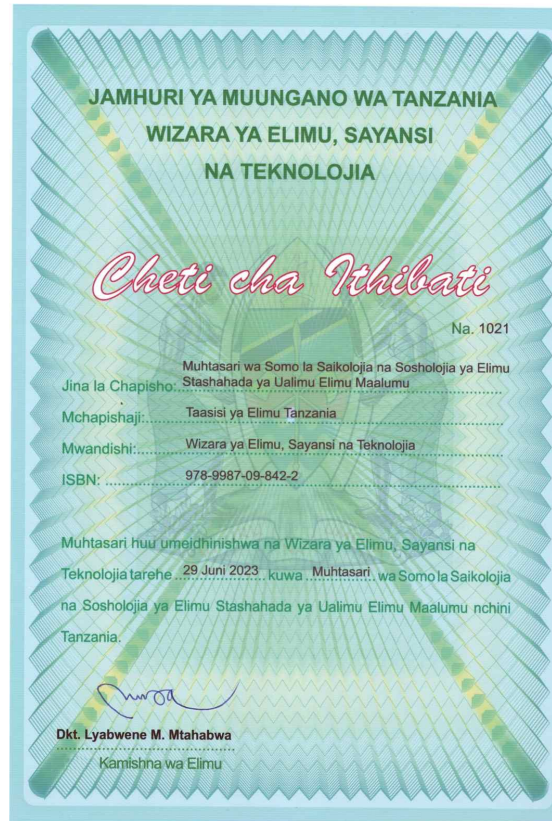 JAMHURI YA MUUNGANO WA TANZANIA
WIZARA YA ELIMU, SAYANSI
NA TEKNOLOJIA
Cheti cha Ithibati
Na. 1021
Muhtasari wa Somo la Saikolojia na Sosholojia ya Elimu
Jina la Chapisho: Stashahada ya Ualimu Elimu Maalumu
Mchapishaji: Taasisi ya Elimu Tanzania
Mwandishi: Wizara ya Elimu, Sayansi na Teknolojia
ISBN: 978-9987-09-842-2
Muhtasari huu umeidhinishwa na Wizara ya Elimu, Sayansi na
Teknolojia tarehe 29 Juni 2023 kuwa Muhtasari wa Somo la Saikolojia
na Sosholojia ya Elimu Stashahada ya Ualimu Elimu Maalumu nchini
Tanzania.
Dkt. Lyabwene M. Mtahabwa
Kamishna wa Elimu